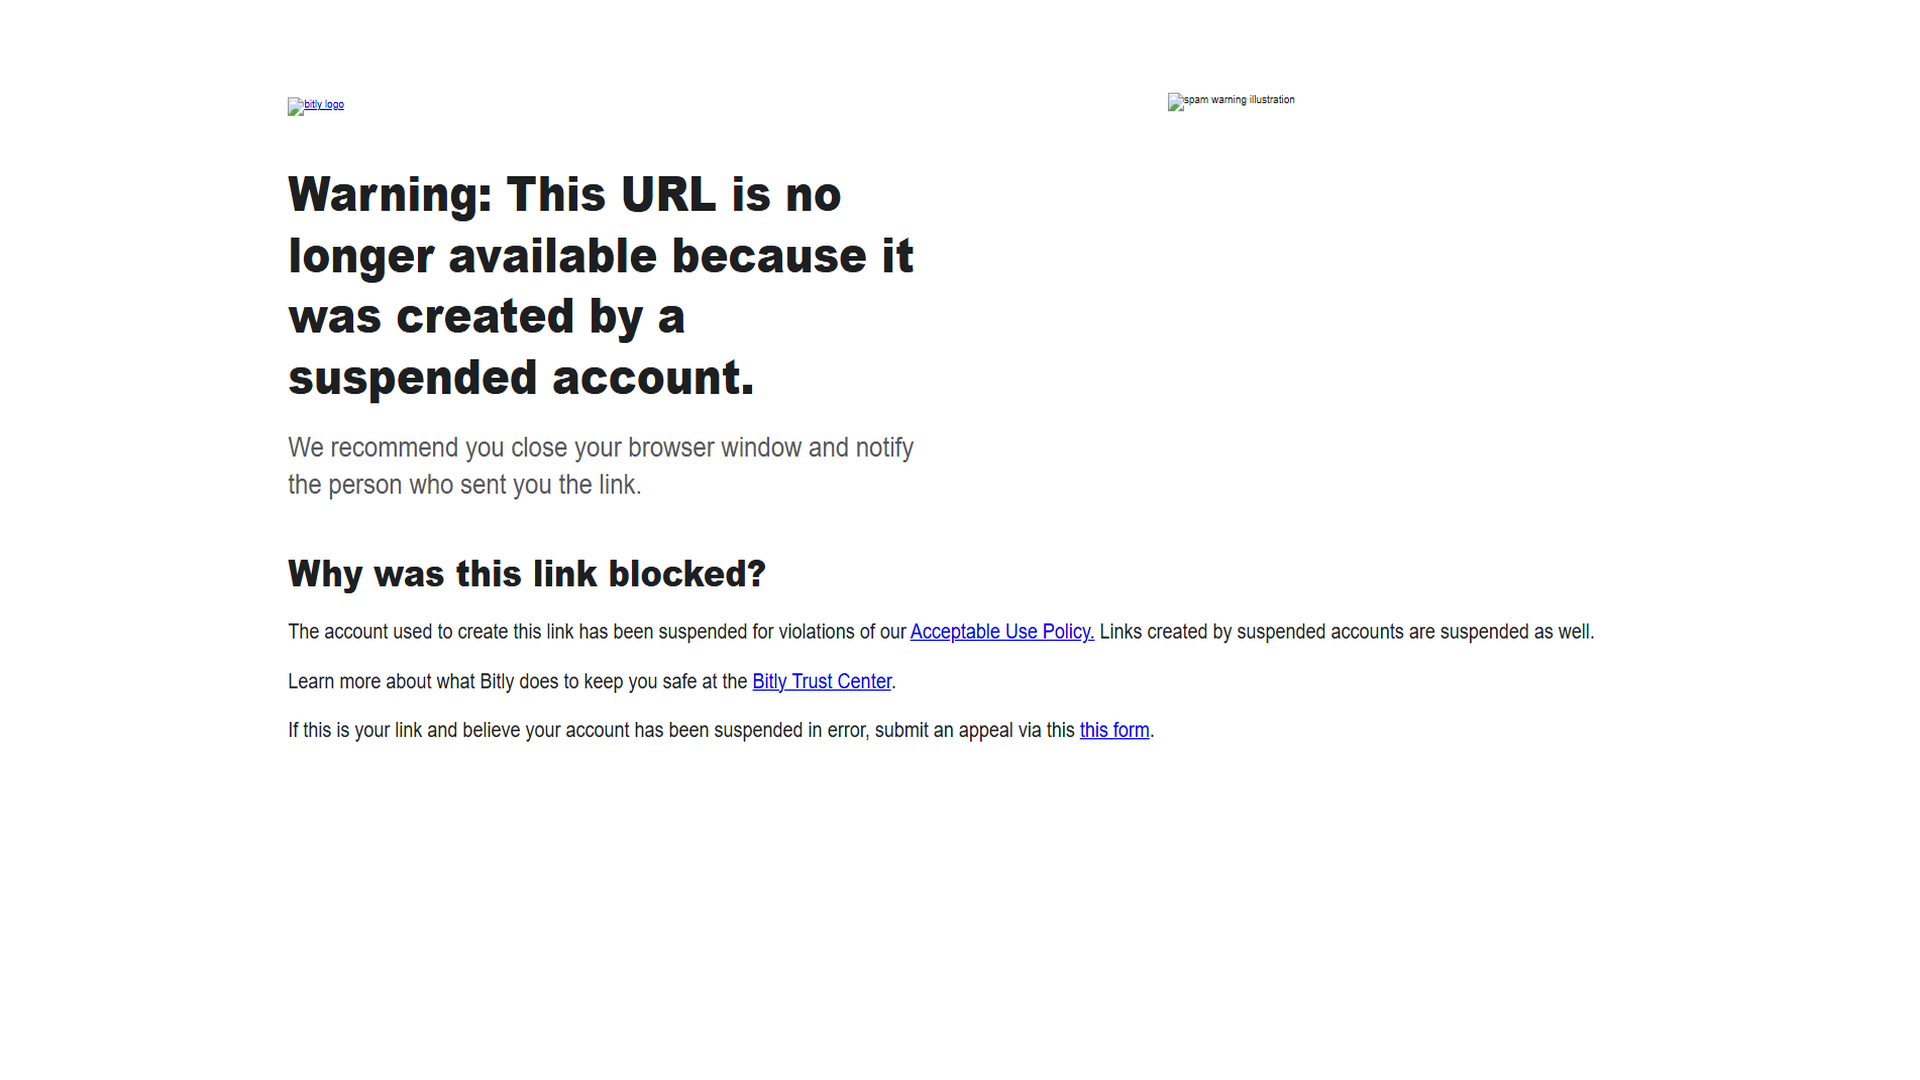 bitly logo
spam warning illustration
Warning: This URL is no
longer available because it
was created by a
suspended account.
We recommend you close your browser window and notify
the person who sent you the link.
Why was this link blocked?
The account used to create this link has been suspended for violations of our Acceptable Use Policy. Links created by suspended accounts are suspended as well.
Learn more about what Bitly does to keep you safe at the Bitly Trust Center.
If this is your link and believe your account has been suspended in error, submit an appeal via this this form.